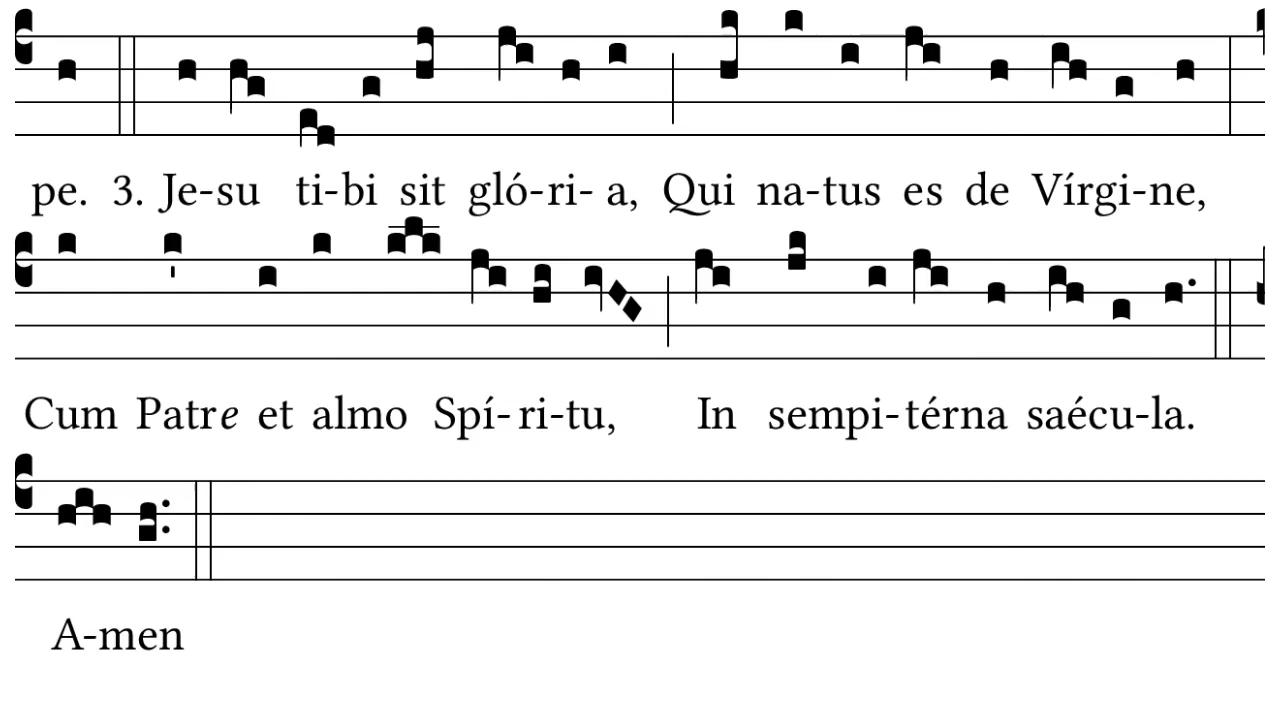 pe. 3. Je-su ti-bi sit gló-ri- a, Qui na-tus es de Vírgi-ne,
Cum Patre et almo Spí-ri-tu, In sempi-térna saécu-la.
A-men